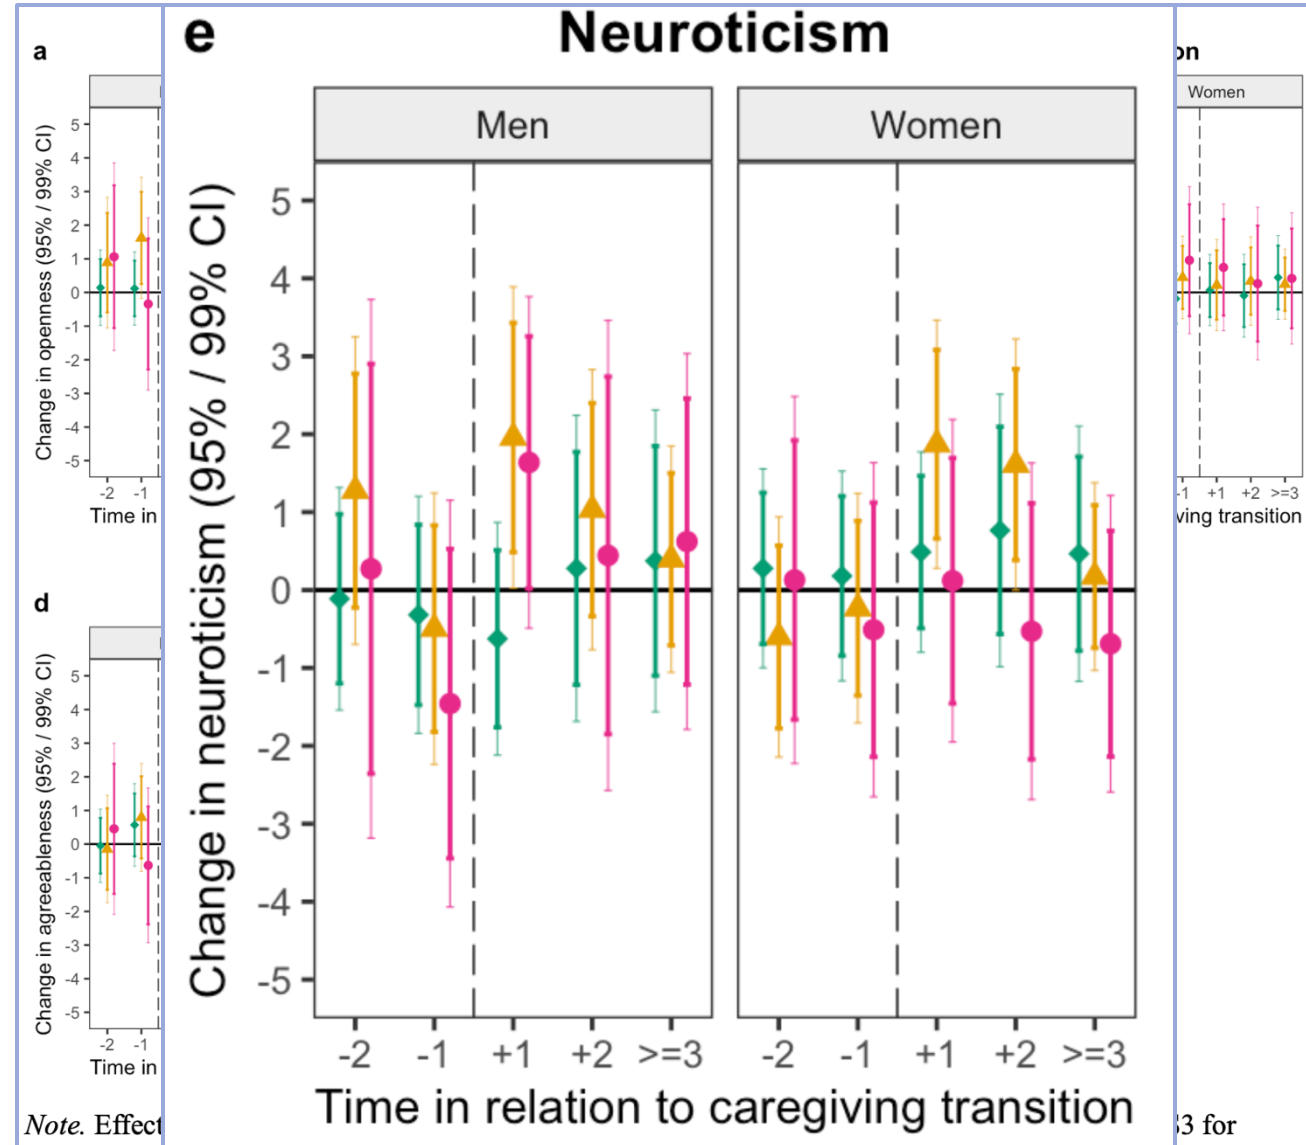 a
Change in openness (95% / 99% CI)
5
4
3
2
1
0
-1
-2
-3
-4
-5
-2 -1
Time in
d
Change in agreeableness (95% / 99% CI)
5
4
3
2
1
0
-1
-2
-3
-4
-5
-2 -1
Time in
Note. Effect
e Neuroticism
Men Women
Change in neuroticism (95% / 99% CI)
5
4
3
2
1
0
-1
-2
-3
-4
-5
-2 -1 +1 +2 >=3 -2 -1 +1 +2 >=3
Time in relation to caregiving transition
on
Women
-1 +1 +2 >=3
ving transition
3 for